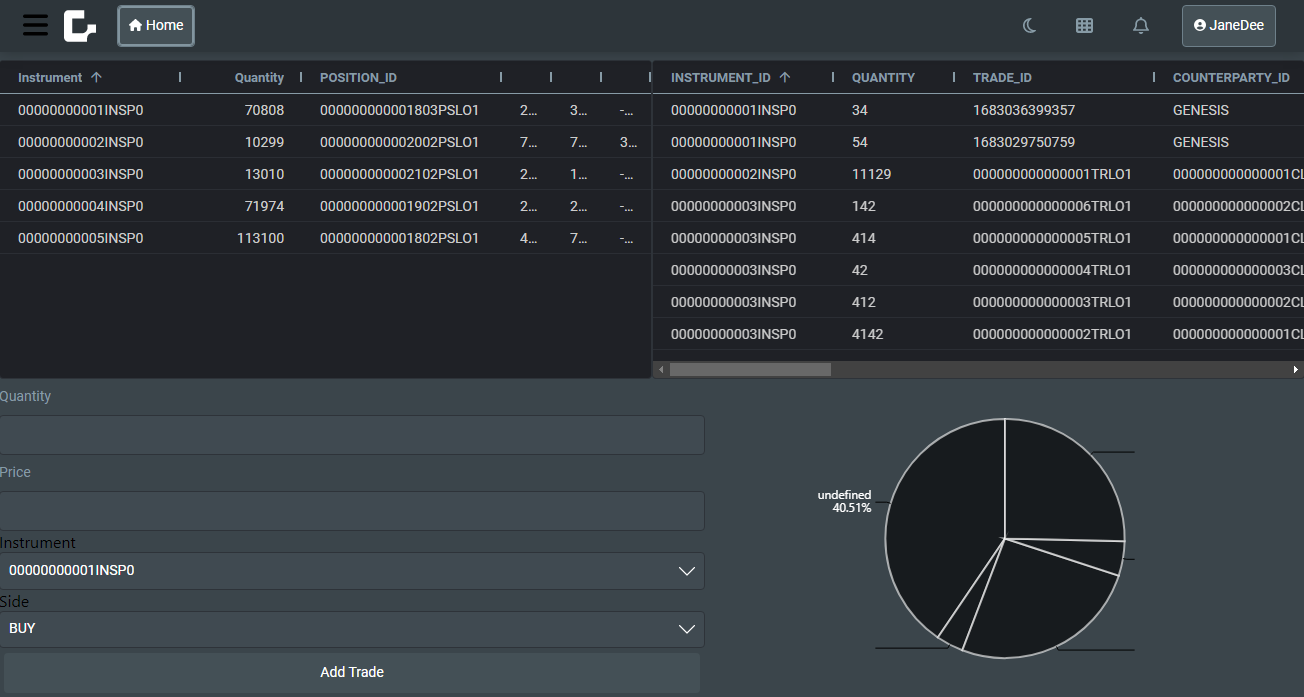 Home
JaneDee
Instrument Quantity POSITION_ID
00000000001INSP0 70808 000000000001803PSLO1 2... 3... -...
00000000002INSP0 10299 000000000002002PSLO1 7... 7... 3...
00000000003INSP0 13010 000000000002102PSLO1 2... 1... -...
00000000004INSP0 71974 000000000001902PSLO1 2... 2... -...
00000000005INSP0 113100 000000000001802PSLO1 4... 7... -...
INSTRUMENT_ID QUANTITY TRADE_ID COUNTERPARTY_ID
00000000001INSP0 34 1683036399357 GENESIS
00000000001INSP0 54 1683029750759 GENESIS
00000000002INSP0 11129 000000000000001TRLO1 000000000000001CL
00000000003INSP0 142 000000000000006TRLO1 000000000000002CL
00000000003INSP0 414 000000000000005TRLO1 000000000000001CL
00000000003INSP0 42 000000000000004TRLO1 000000000000003CL
00000000003INSP0 412 000000000000003TRLO1 000000000000002CL
00000000003INSP0 4142 000000000000002TRLO1 000000000000001CL
Quantity
Price
Instrument
00000000001INSP0
Side
BUY
Add Trade
undefined
40.51%